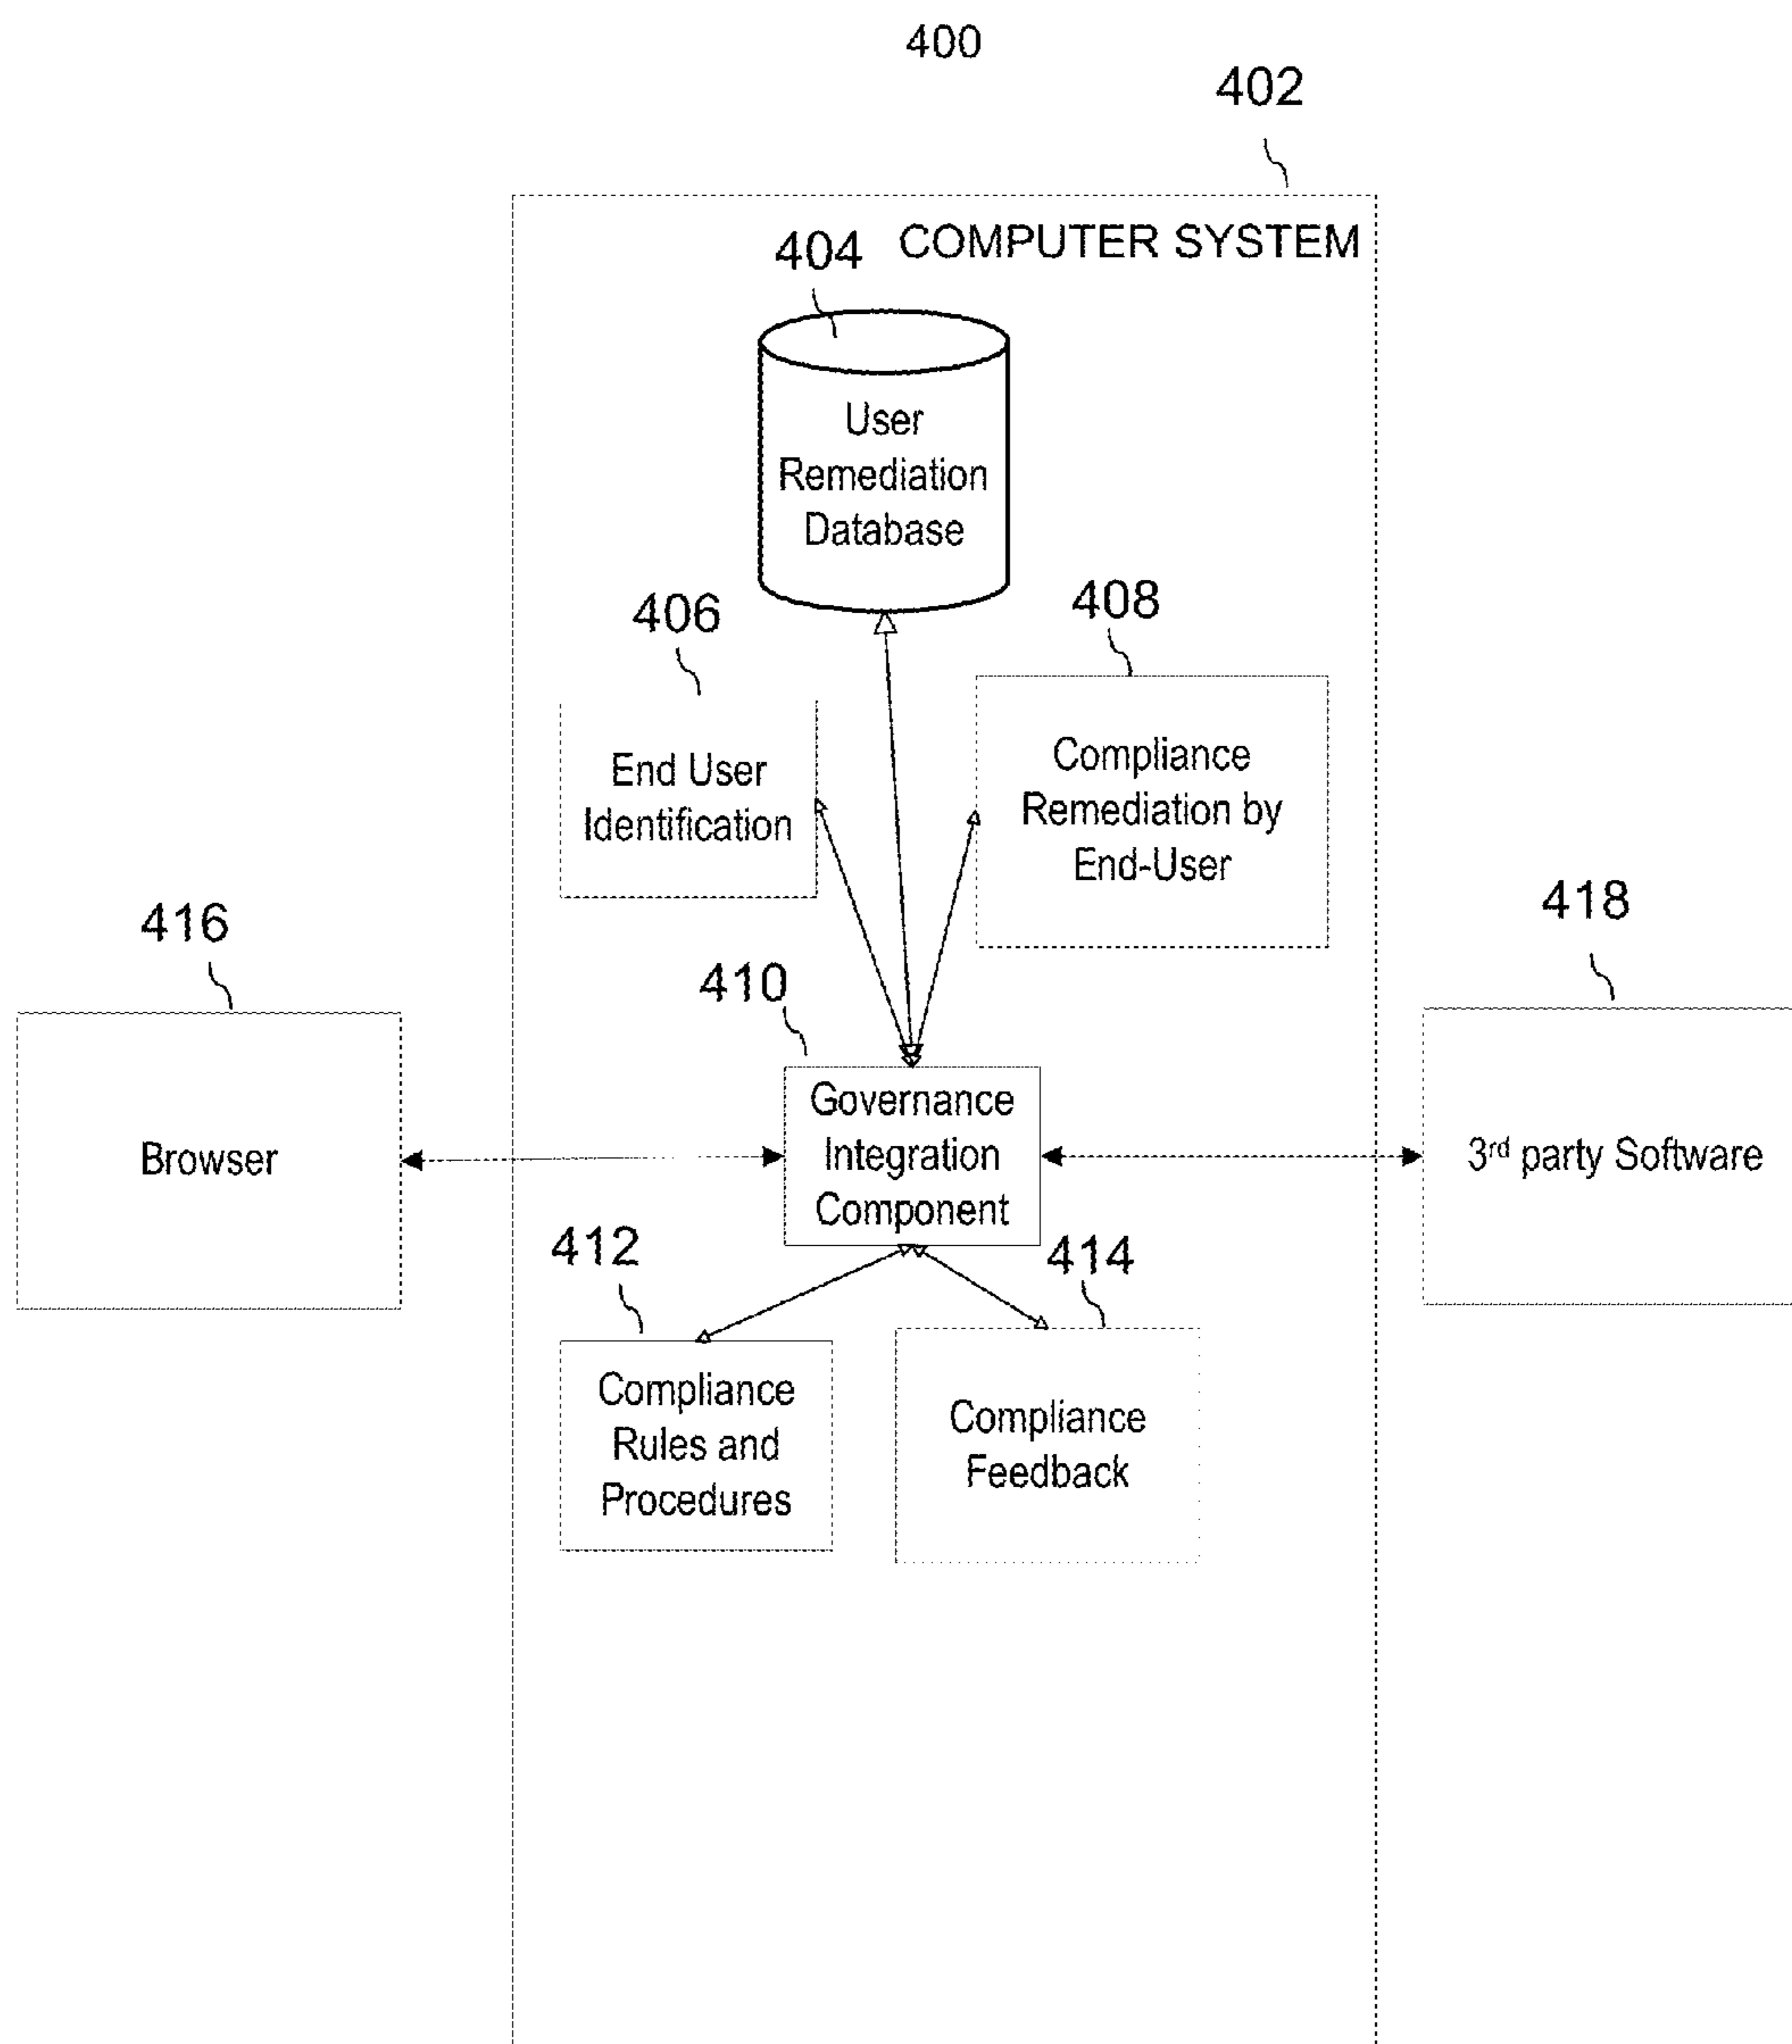 400
402
COMPUTER SYSTEM
404
User
Remediation
Database
406
408
End User
Identification
Compliance
Remediation by
End-User
416
418
410
Browser
Governance
Integration
Component
3rd party Software
412
414
Compliance
Rules and
Procedures
Compliance
Feedback